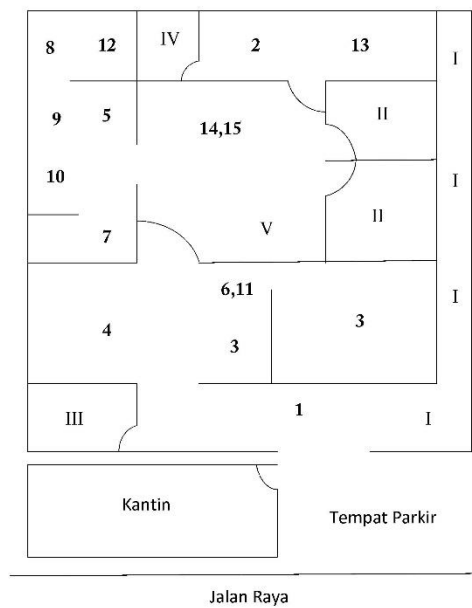 8 12 IV 2 13 I
9 5 14,15 II
10 I
7 V II
6,11 I
4 3 3
III 1 I
Kantin
Tempat Parkir
Jalan Raya